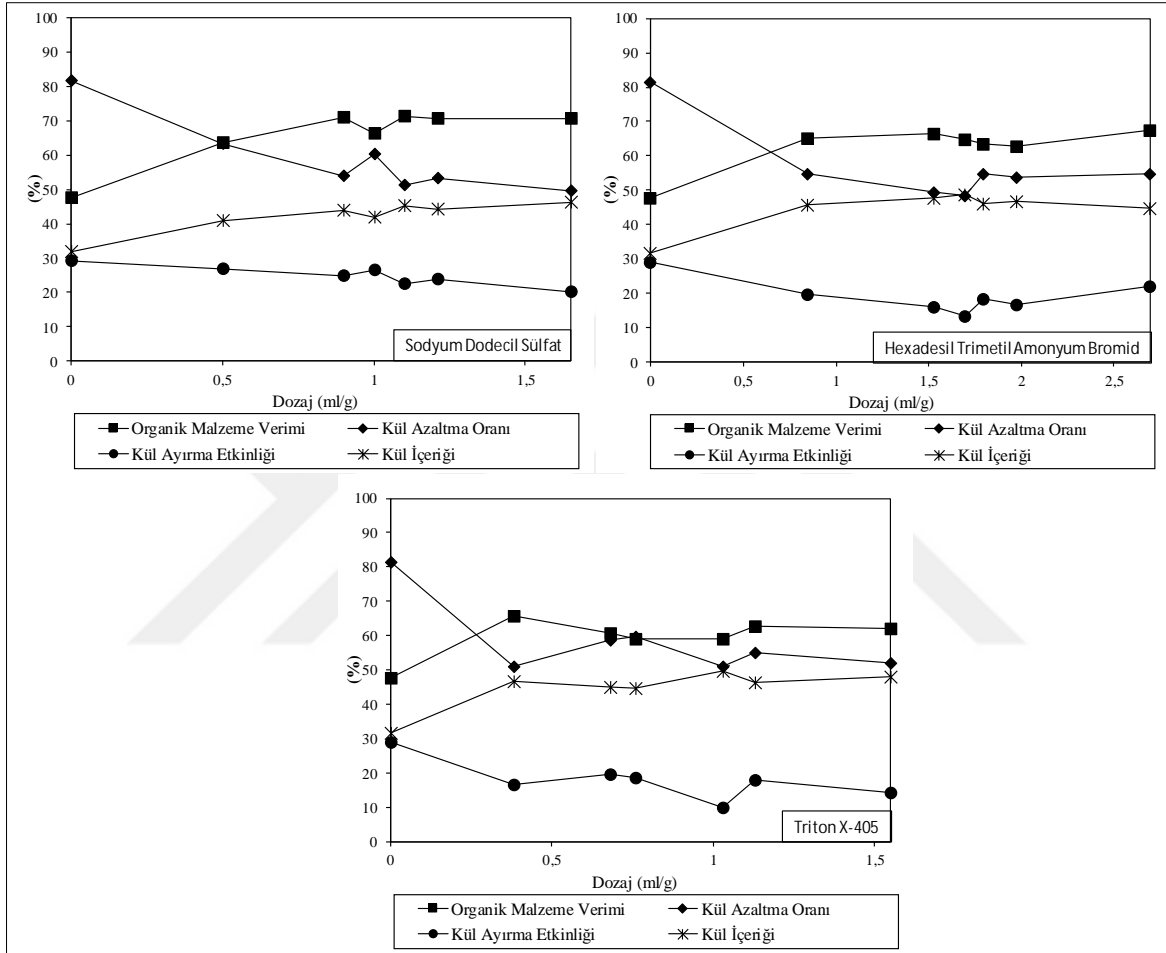 100
90
80
70
60
50
40
30
20
10
0
(%)
Sodyum Dodecil Sülfat
0 0,5 1 1,5
Dozaj (ml/g)
Organik Malzeme Verimi Kül Azaltma Oranı
Kül Ayırma Etkinliği Kül İçeriği
100
90
80
70
60
50
40
30
20
10
0
(%)
Hexadesil Trimetil Amonyum Bromid
0 0,5 1 1,5 2 2,5
Dozaj (ml/g)
Organik Malzeme Verimi Kül Azaltma Oranı
Kül Ayırma Etkinliği Kül İçeriği
100
90
80
70
60
50
40
30
20
10
0
(%)
Triton X-405
0 0,5 1 1,5
Dozaj (ml/g)
Organik Malzeme Verimi Kül Azaltma Oranı
Kül Ayırma Etkinliği Kül İçeriği